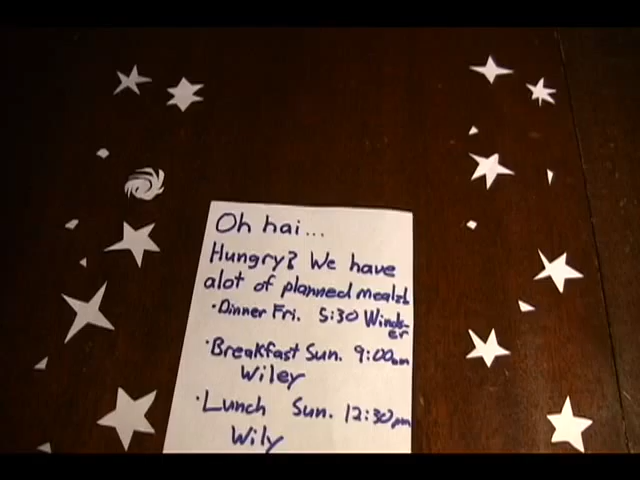 Oh hai...
Hungry? We have
alot of planned mealz!
• Dinner Fri. 5:30 Winds-
er
• Breakfast Sun. 9:00am
Wiley
• Lunch Sun. 12:30pm
Wily